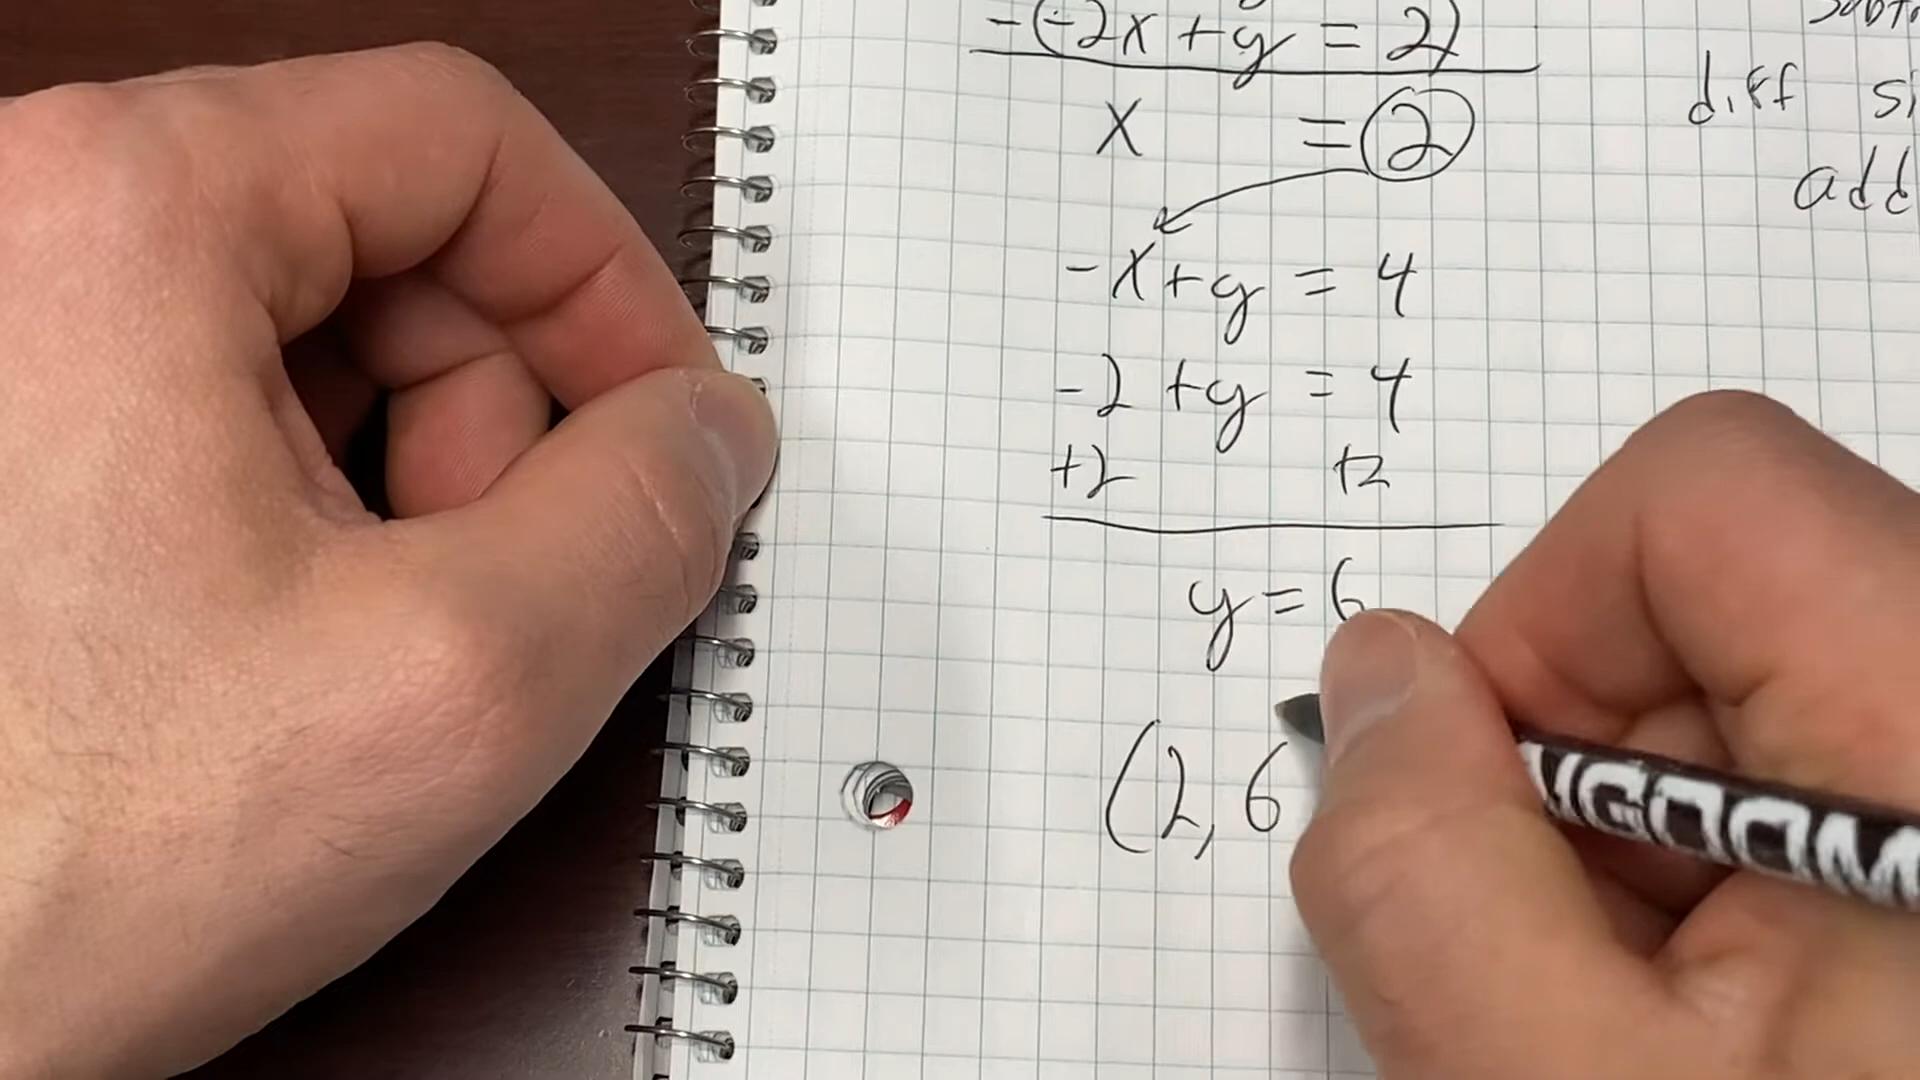 -(-2x+y = 2)
x = 2
-x+y = 4
-2+y = 4
+2 +2
y = 6
(2, 6
diff
add